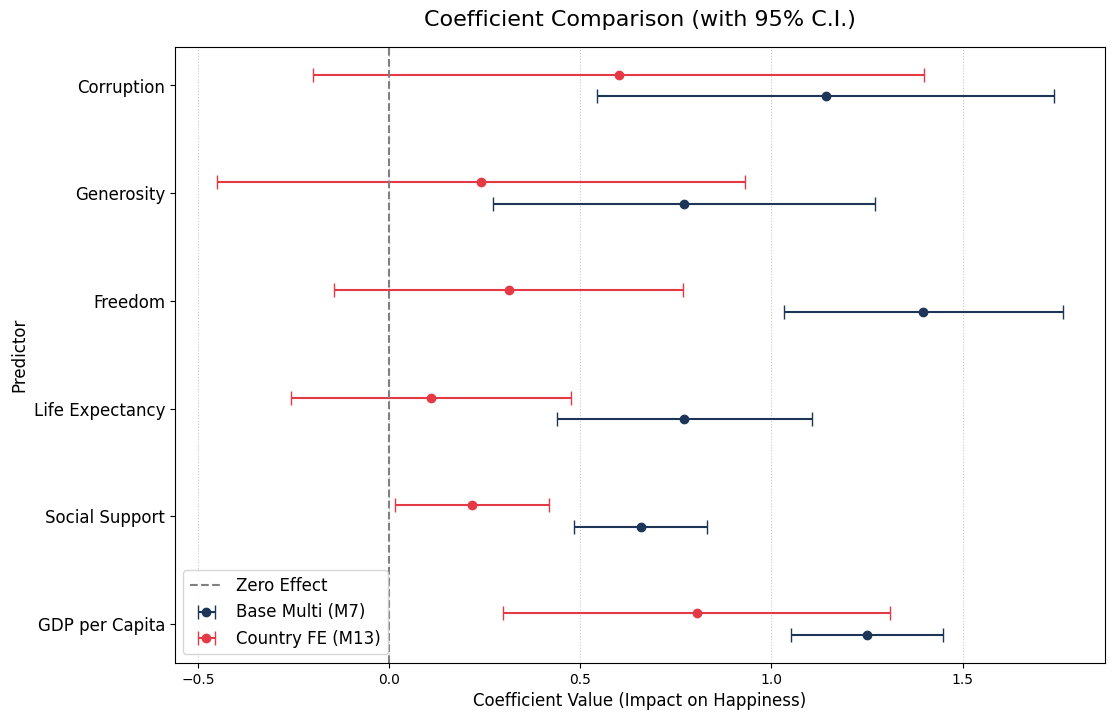 Coefficient Comparison (with 95% C.I.)
Predictor
Corruption
Generosity
Freedom
Life Expectancy
Social Support
GDP per Capita
Zero Effect
Base Multi (M7)
Country FE (M13)
−0.5 0.0 0.5 1.0 1.5
Coefficient Value (Impact on Happiness)